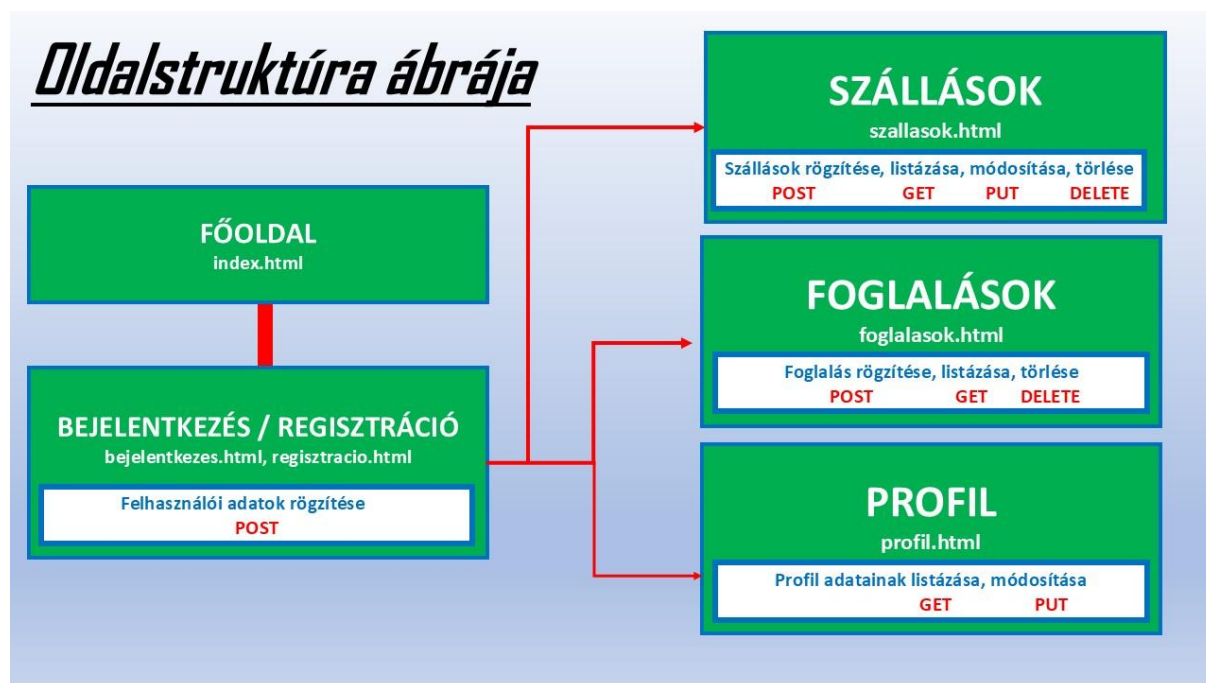 Oldalstruktúra ábrája
FŐOLDAL
index.html
BEJELENTKEZÉS / REGISZTRÁCIÓ
bejelentkezes.html, regisztracio.html
Felhasználói adatok rögzítése
POST
SZÁLLÁSOK
szallasok.html
Szállások rögzítése, listázása, módosítása, törlése
POST GET PUT DELETE
FOGLALÁSOK
foglalasok.html
Foglalás rögzítése, listázása, törlése
POST GET DELETE
PROFIL
profil.html
Profil adatainak listázása, módosítása
GET PUT